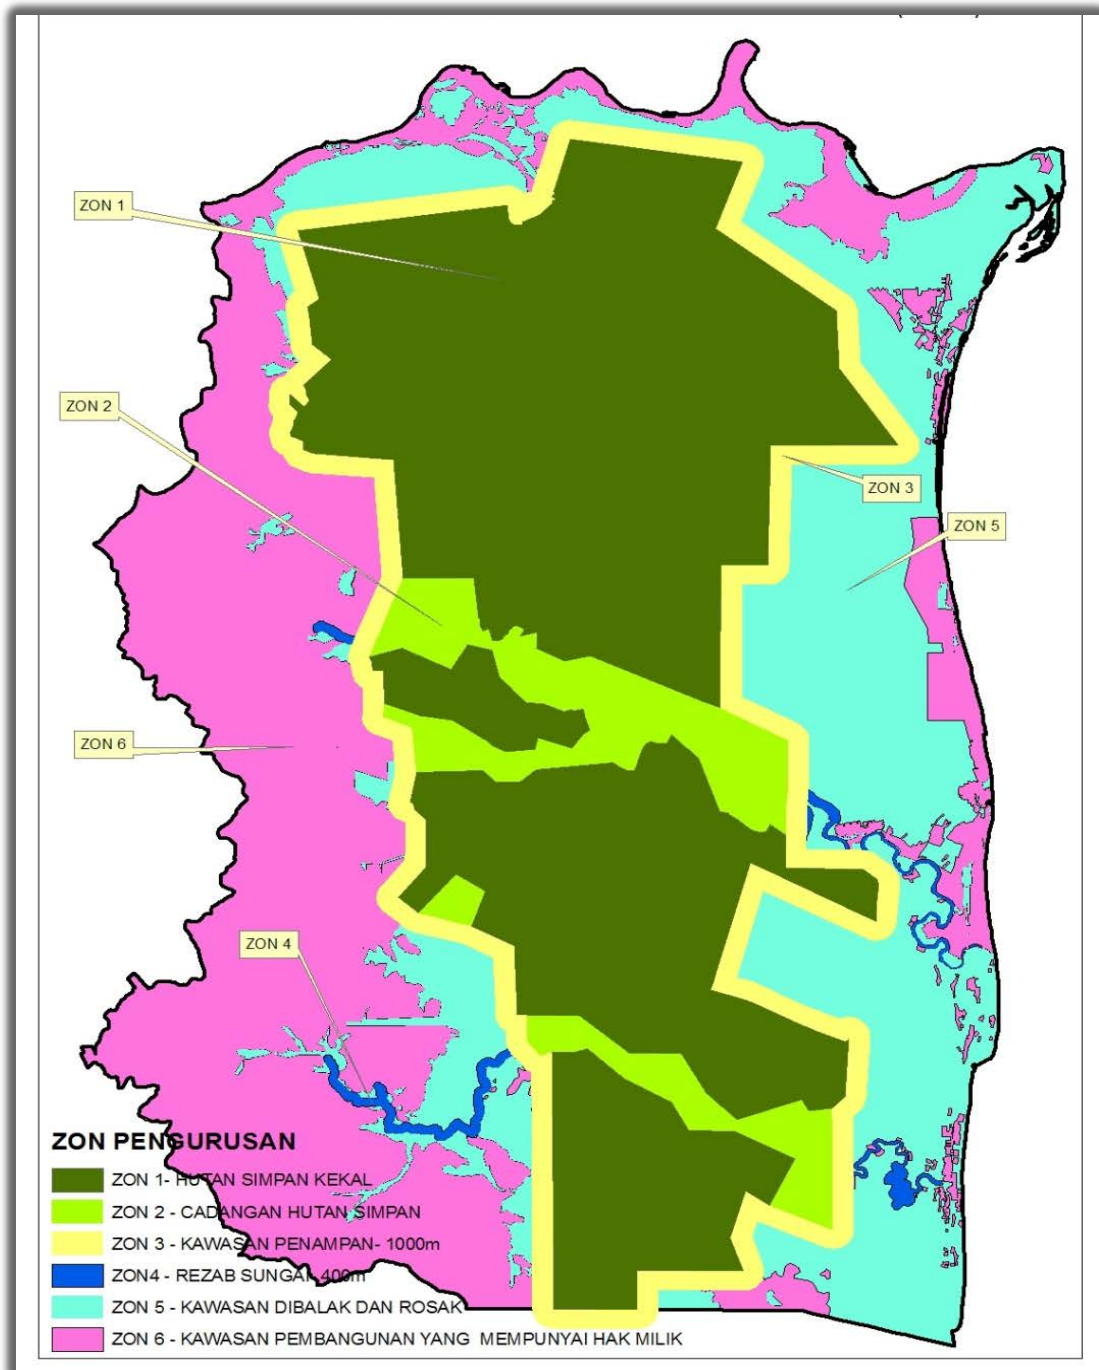 ZON 1
ZON 2
ZON 3
ZON 5
ZON 6
ZON 4
ZON PENGURUSAN
ZON 1- HUTAN SIMPAN KEKAL
ZON 2 - CADANGAN HUTAN SIMPAN
ZON 3 - KAWASAN PENAMPAN- 1000m
ZON4 - REZAB SUNGAI, 400m
ZON 5 - KAWASAN DIBALAK DAN ROSAK
ZON 6 - KAWASAN PEMBANGUNAN YANG MEMPUNYAI HAK MILIK